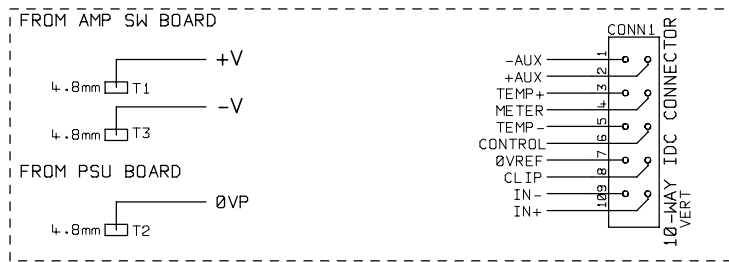 FROM AMP SW BOARD
+V
4.8mm T1
-V
4.8mm T3
FROM PSU BOARD
ØVP
4.8mm T2
CONN1
-AUX 1
+AUX 2
TEMP+ 3
METER 4
TEMP- 5
CONTROL 6
ØVREF 7
CLIP 8
IN- 9
IN+ 10
10-WAY IDC CONNECTOR
VERT